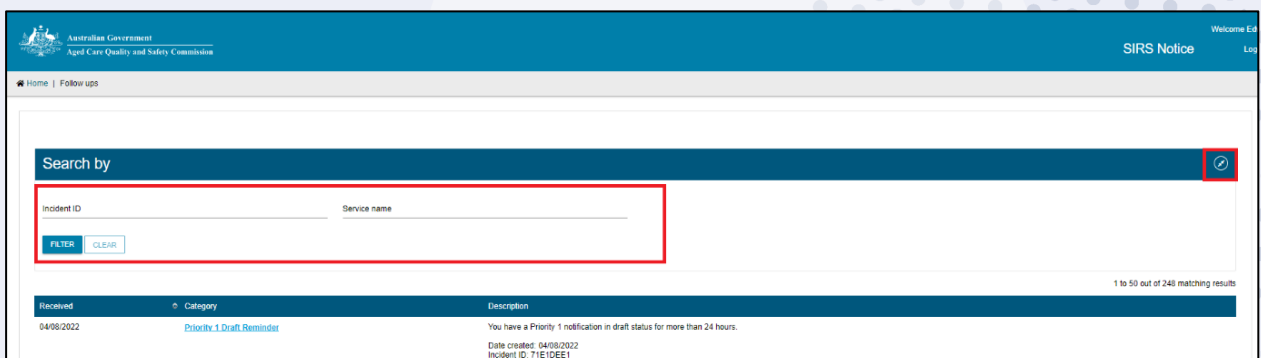 Australian Government
Aged Care Quality and Safety Commission
Welcome Ed
SIRS Notice
Log
Home | Follow ups
Search by
Incident ID
Service name
FILTER
CLEAR
1 to 50 out of 248 matching results
Received
Category
Description
04/08/2022
Priority 1 Draft Reminder
You have a Priority 1 notification in draft status for more than 24 hours.
Date created: 04/08/2022
Incident ID: 71E1DEE1